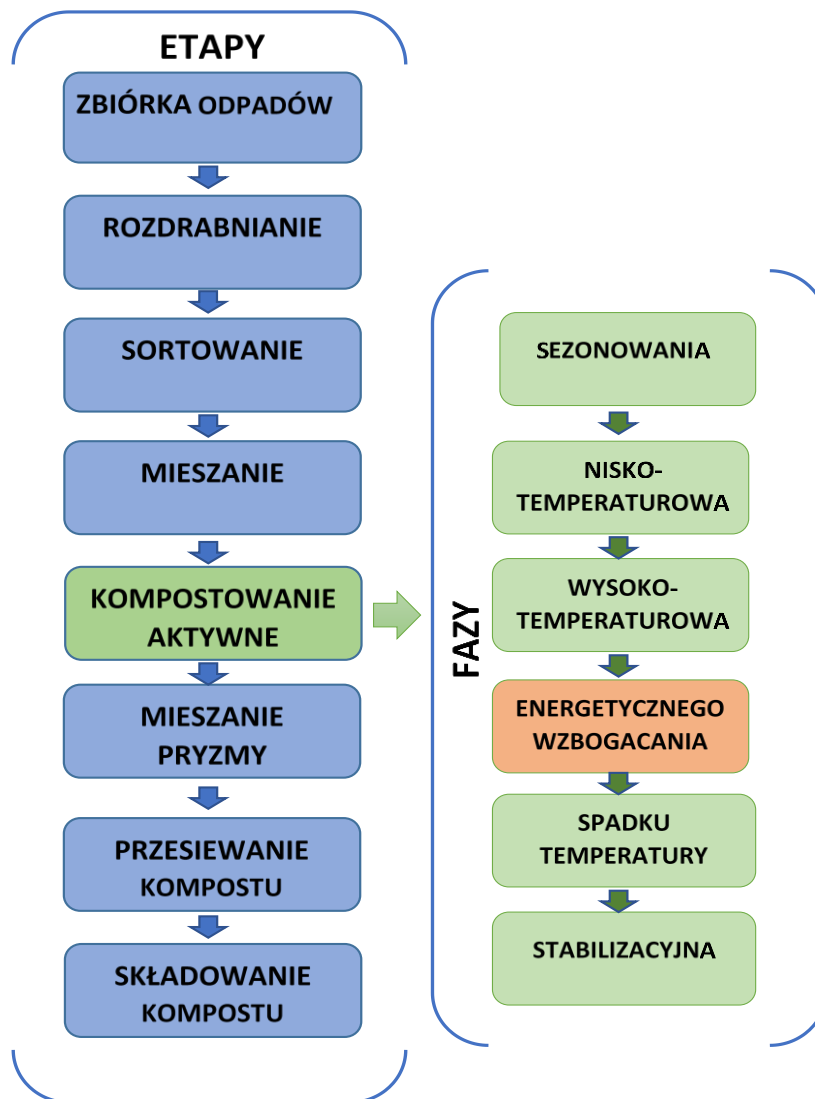 ETAPY
ZBIÓRKA ODPADÓW
ROZDRABNIANIE
SORTOWANIE
MIESZANIE
KOMPOSTOWANIE
AKTYWNE
MIESZANIE
PRYZMY
PRZESIEWANIE
KOMPOSTU
SKŁADOWANIE
KOMPOSTU
FAZY
SEZONOWANIA
NISKO-
TEMPERATUROWA
WYSOKO-
TEMPERATUROWA
ENERGETYCZNEGO
WZBOGACANIA
SPADKU
TEMPERATURY
STABILIZACYJNA